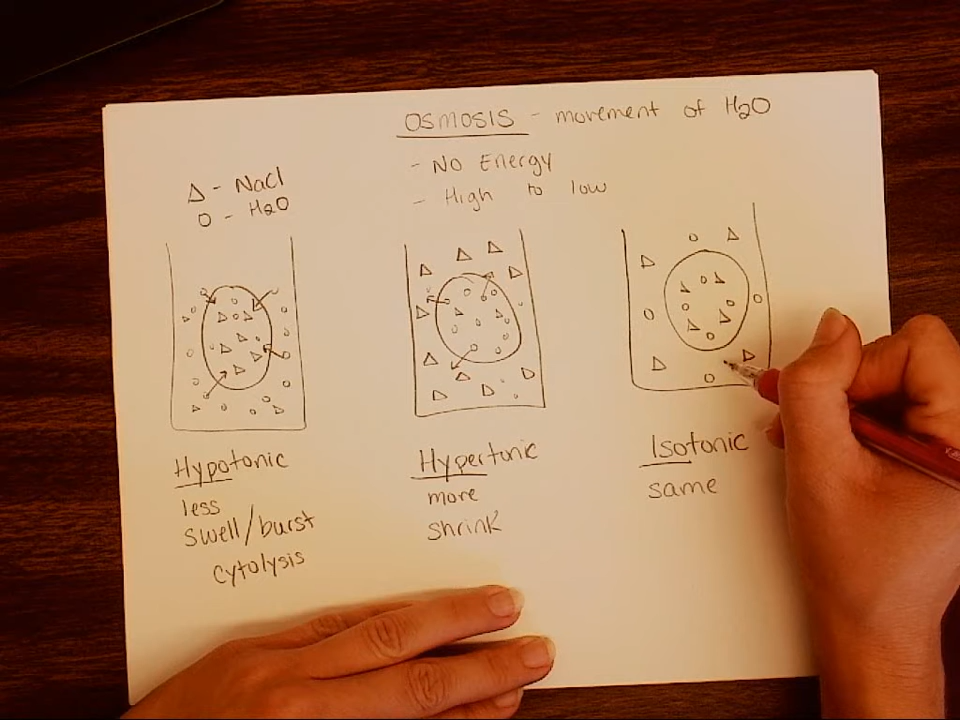 OSMOSIS - movement of H2O
- No Energy
- High to low
Δ - NaCl
O - H2O
Hypotonic
less
swell/burst
cytolysis
Hypertonic
more
shrink
Isotonic
same